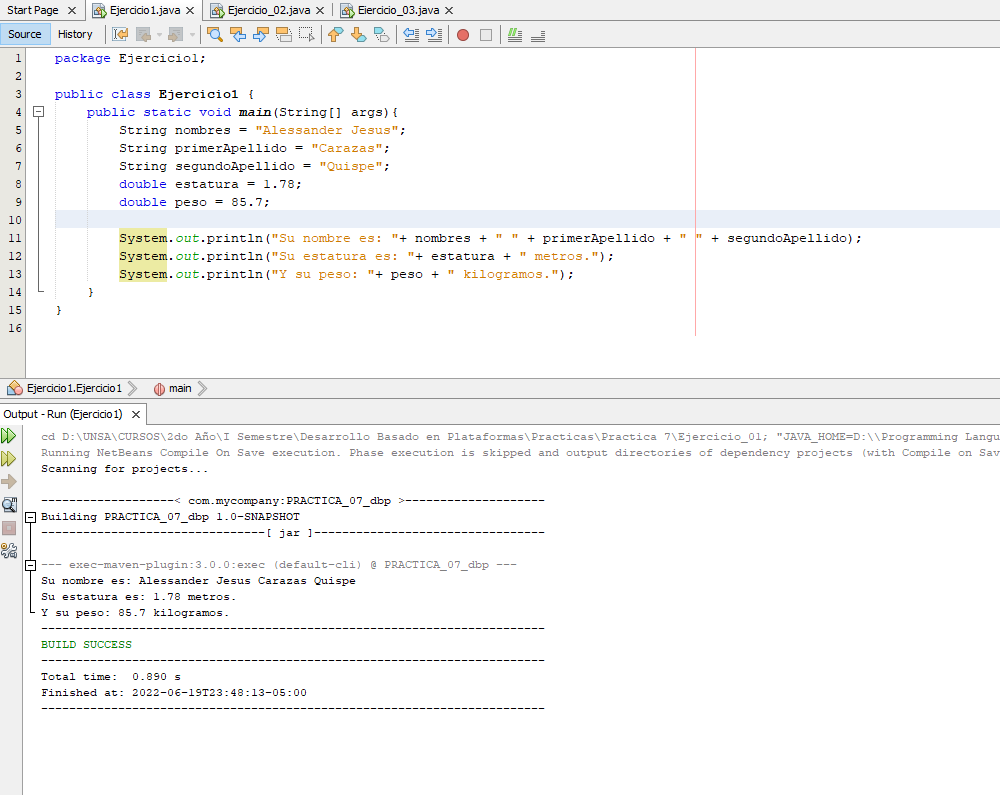 Start Page Ejercicio1.java Ejercicio_02.java Ejercicio_03.java
Source History
1 package Ejercicio1;
2
3 public class Ejercicio1 {
4 public static void main(String[] args){
5 String nombres = "Alessander Jesus";
6 String primerApellido = "Carazas";
7 String segundoApellido = "Quispe";
8 double estatura = 1.78;
9 double peso = 85.7;
10
11 System.out.println("Su nombre es: "+ nombres + " " + primerApellido + " " + segundoApellido);
12 System.out.println("Su estatura es: "+ estatura + " metros.");
13 System.out.println("Y su peso: "+ peso + " kilogramos.");
14 }
15 }
16
Ejercicio1.Ejercicio1 main
Output - Run (Ejercicio1)
cd D:\UNSA\CURSOS\2do Año\I Semestre\Desarrollo Basado en Plataformas\Practicas\Practica 7\Ejercicio_01; "JAVA_HOME=D:\\Programming Langu
Running NetBeans Compile On Save execution. Phase execution is skipped and output directories of dependency projects (with Compile on Sav
Scanning for projects...
-------------------< com.mycompany:PRACTICA_07_dbp >--------------------
Building PRACTICA_07_dbp 1.0-SNAPSHOT
--------------------------------[ jar ]---------------------------------
--- exec-maven-plugin:3.0.0:exec (default-cli) @ PRACTICA_07_dbp ---
Su nombre es: Alessander Jesus Carazas Quispe
Su estatura es: 1.78 metros.
Y su peso: 85.7 kilogramos.
------------------------------------------------------------------------
BUILD SUCCESS
------------------------------------------------------------------------
Total time:  0.890 s
Finished at: 2022-06-19T23:48:13-05:00
------------------------------------------------------------------------